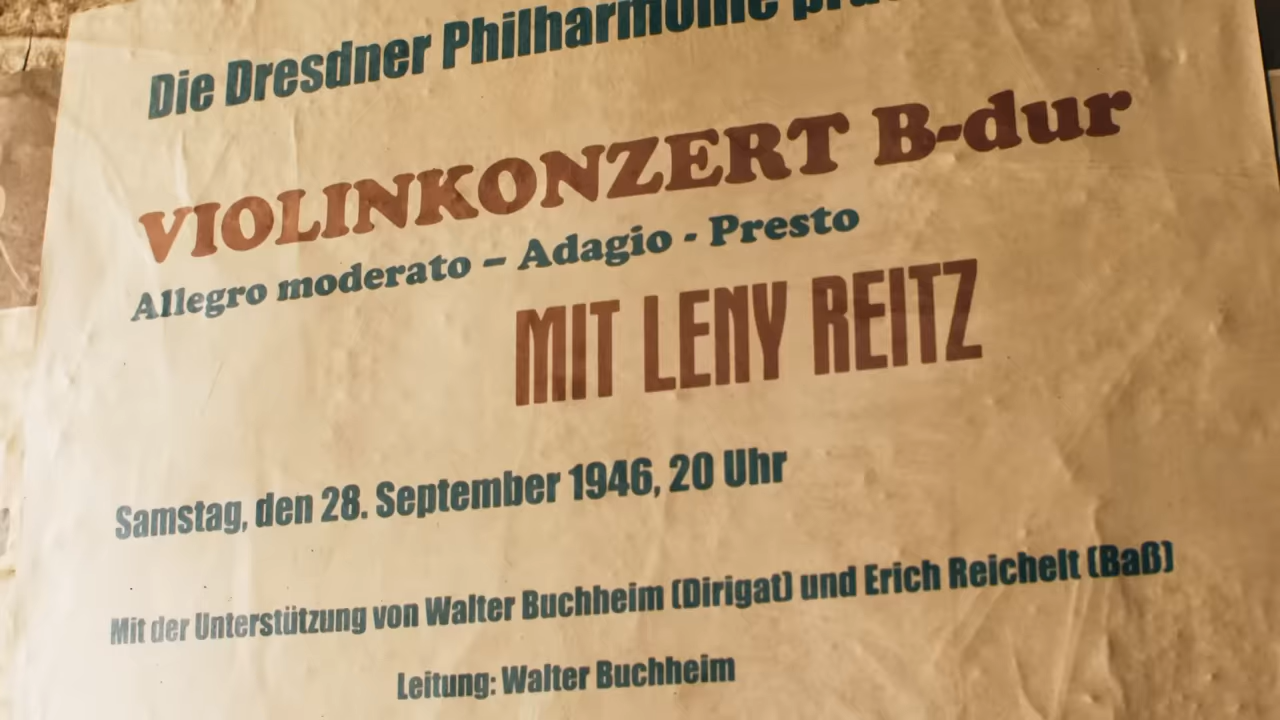 Die Dresdner Philharmonie
VIOLINKONZERT B-dur
Allegro moderato – Adagio - Presto
MIT LENY REITZ
Samstag, den 28. September 1946, 20 Uhr
Mit der Unterstützung von Walter Buchheim (Dirigat) und Erich Reichelt (Baß)
Leitung: Walter Buchheim